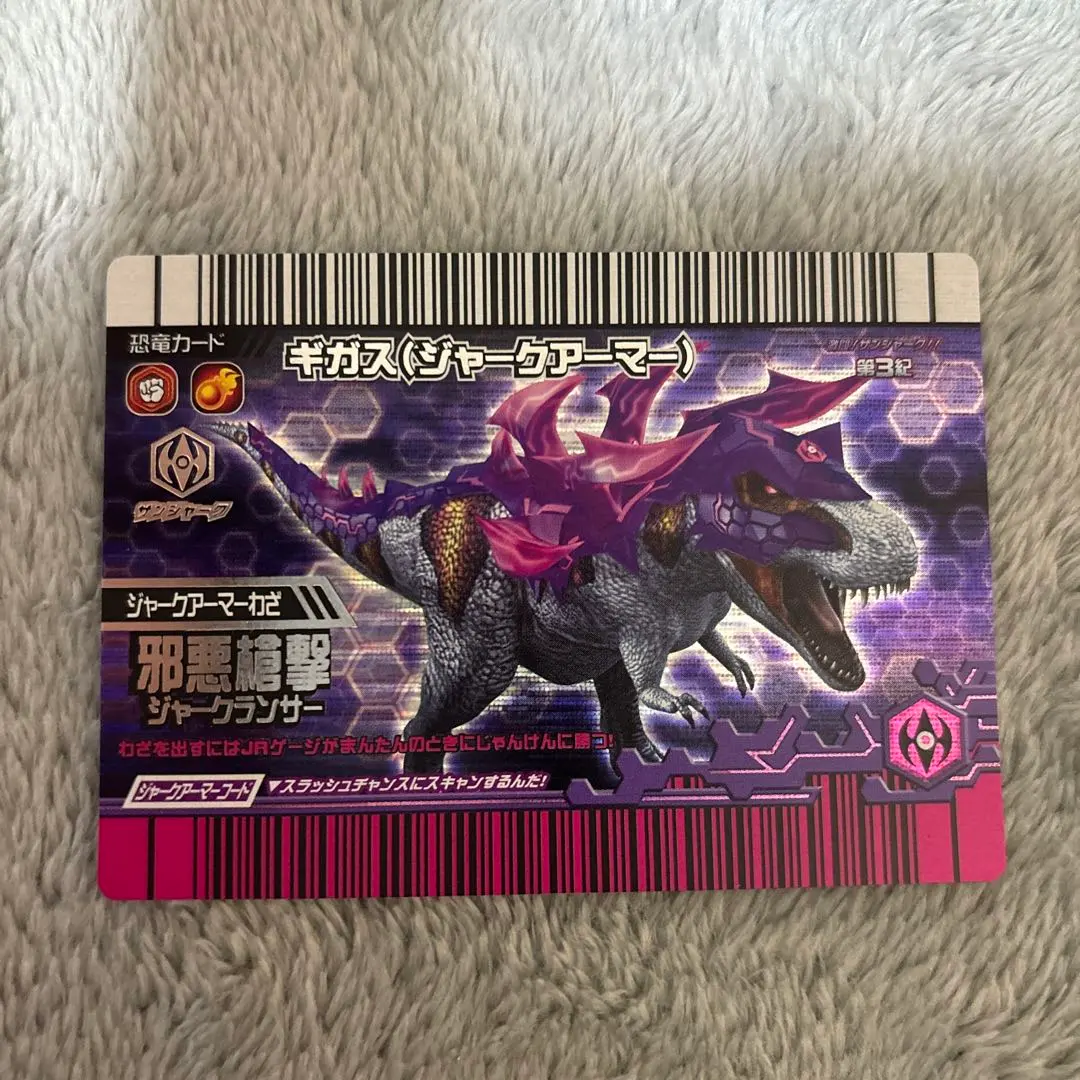 恐竜カード
ギガス(ジャークアーマー)
激闘!ザンジャーク!!
第3紀
ザンジャーク
ジャークアーマーわざ
邪悪槍撃
ジャークランサー
わざを出すにはJRゲージがまんたんのときにじゃんけんに勝つ!
ジャークアーマーコード
▼スラッシュチャンスにスキャンするんだ!